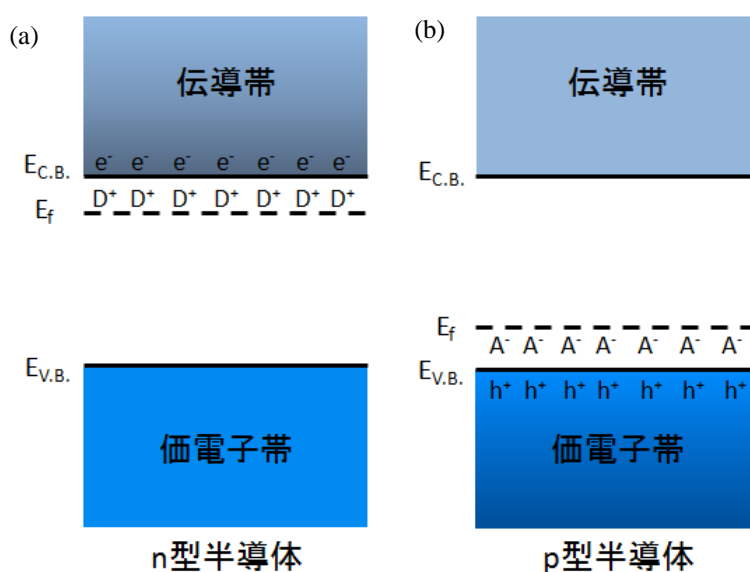 (a)
伝導帯
E_C.B.
e⁻ e⁻ e⁻ e⁻ e⁻ e⁻ e⁻
D⁺ D⁺ D⁺ D⁺ D⁺ D⁺ D⁺
E_f
E_V.B.
価電子帯
n型半導体
(b)
伝導帯
E_C.B.
E_f
A⁻ A⁻ A⁻ A⁻ A⁻ A⁻ A⁻
E_V.B.
h⁺ h⁺ h⁺ h⁺ h⁺ h⁺ h⁺
価電子帯
p型半導体